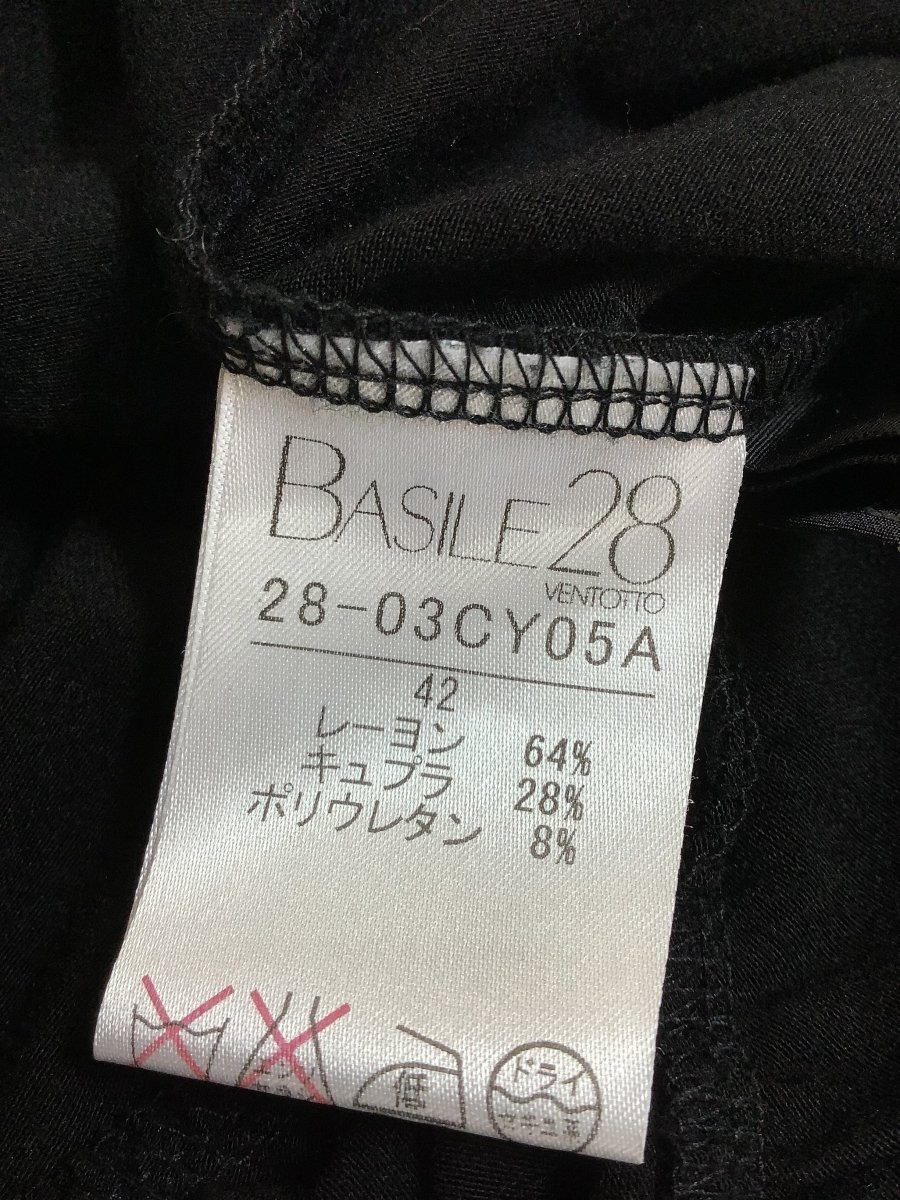 BASILE28
VENTOTTO
28-03CY05A
42
レーヨン 64%
キュプラ 28%
ポリウレタン 8%
低
ドライ